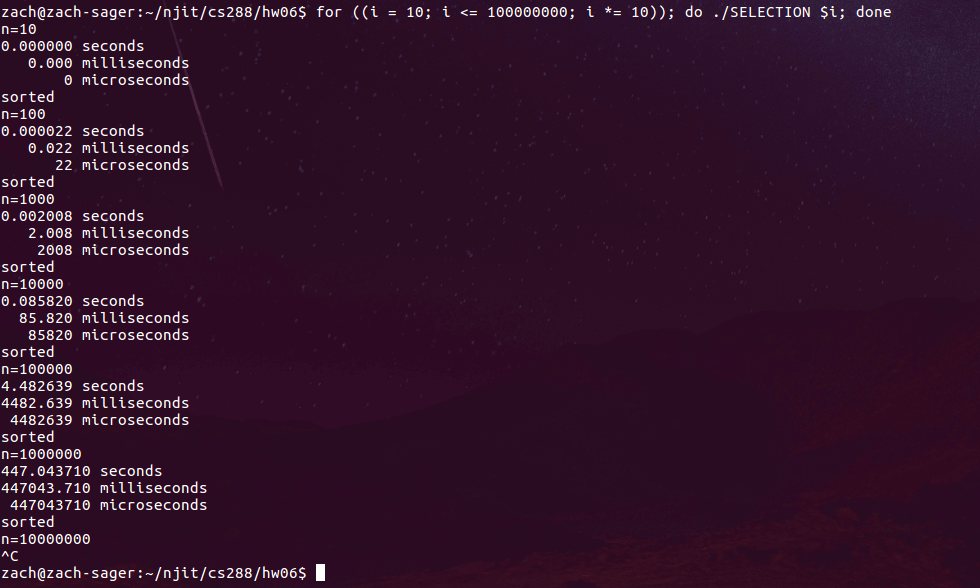 zach@zach-sager:~/njit/cs288/hw06$ for ((i = 10; i <= 100000000; i *= 10)); do ./SELECTION $i; done
n=10
0.000000 seconds
   0.000 milliseconds
       0 microseconds
sorted
n=100
0.000022 seconds
   0.022 milliseconds
      22 microseconds
sorted
n=1000
0.002008 seconds
   2.008 milliseconds
    2008 microseconds
sorted
n=10000
0.085820 seconds
  85.820 milliseconds
   85820 microseconds
sorted
n=100000
4.482639 seconds
4482.639 milliseconds
 4482639 microseconds
sorted
n=1000000
447.043710 seconds
447043.710 milliseconds
 447043710 microseconds
sorted
n=10000000
^C
zach@zach-sager:~/njit/cs288/hw06$